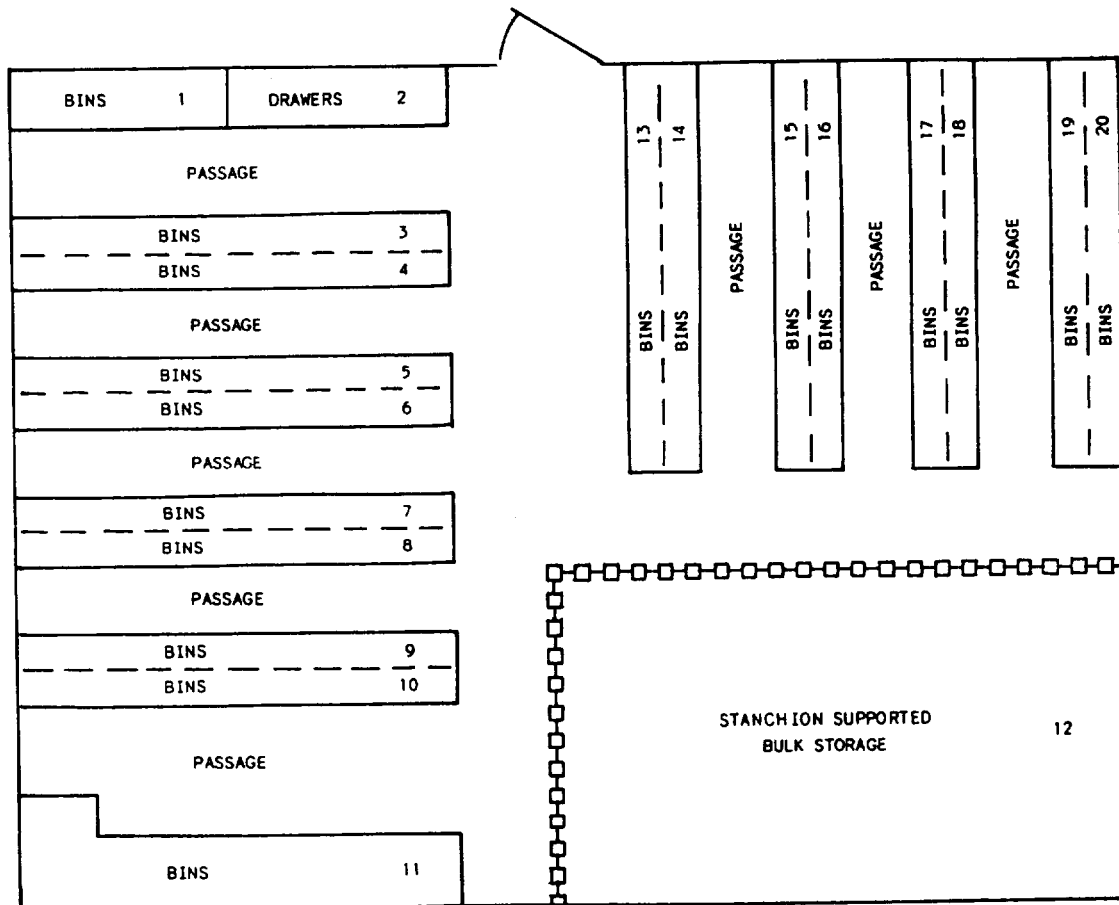 BINS 1 DRAWERS 2
PASSAGE
BINS 3
BINS 4
PASSAGE
BINS 5
BINS 6
PASSAGE
BINS 7
BINS 8
PASSAGE
BINS 9
BINS 10
PASSAGE
BINS 11
BINS 13
BINS 14
PASSAGE
BINS 15
BINS 16
PASSAGE
BINS 17
BINS 18
PASSAGE
BINS 19
BINS 20
STANCHION SUPPORTED
BULK STORAGE 12